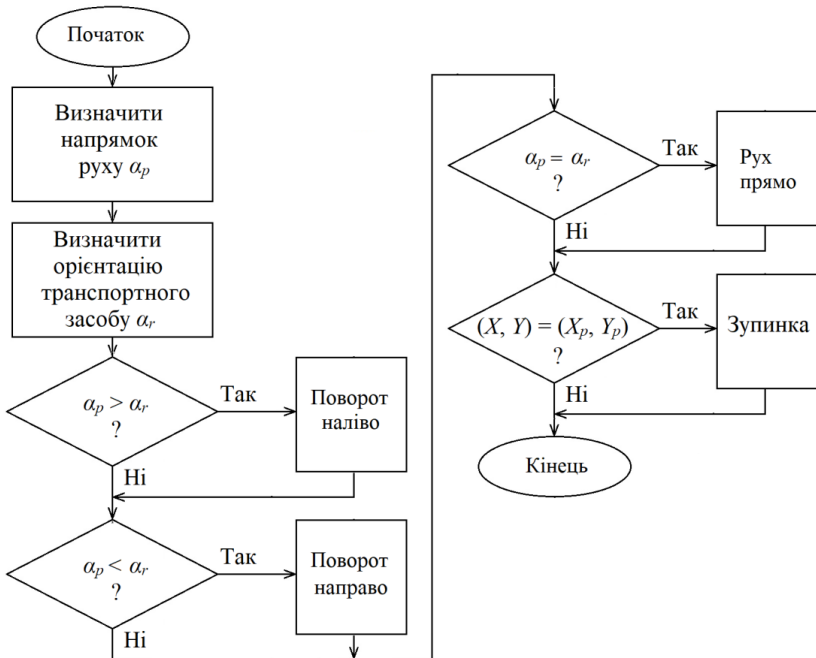 Початок
Визначити
напрямок
руху αp
Визначити
орієнтацію
транспортного
засобу αr
αp > αr
?
Так
Поворот
наліво
Ні
αp < αr
?
Так
Поворот
направо
Ні
αp = αr
?
Так
Рух
прямо
Ні
(X, Y) = (Xp, Yp)
?
Так
Зупинка
Ні
Кінець